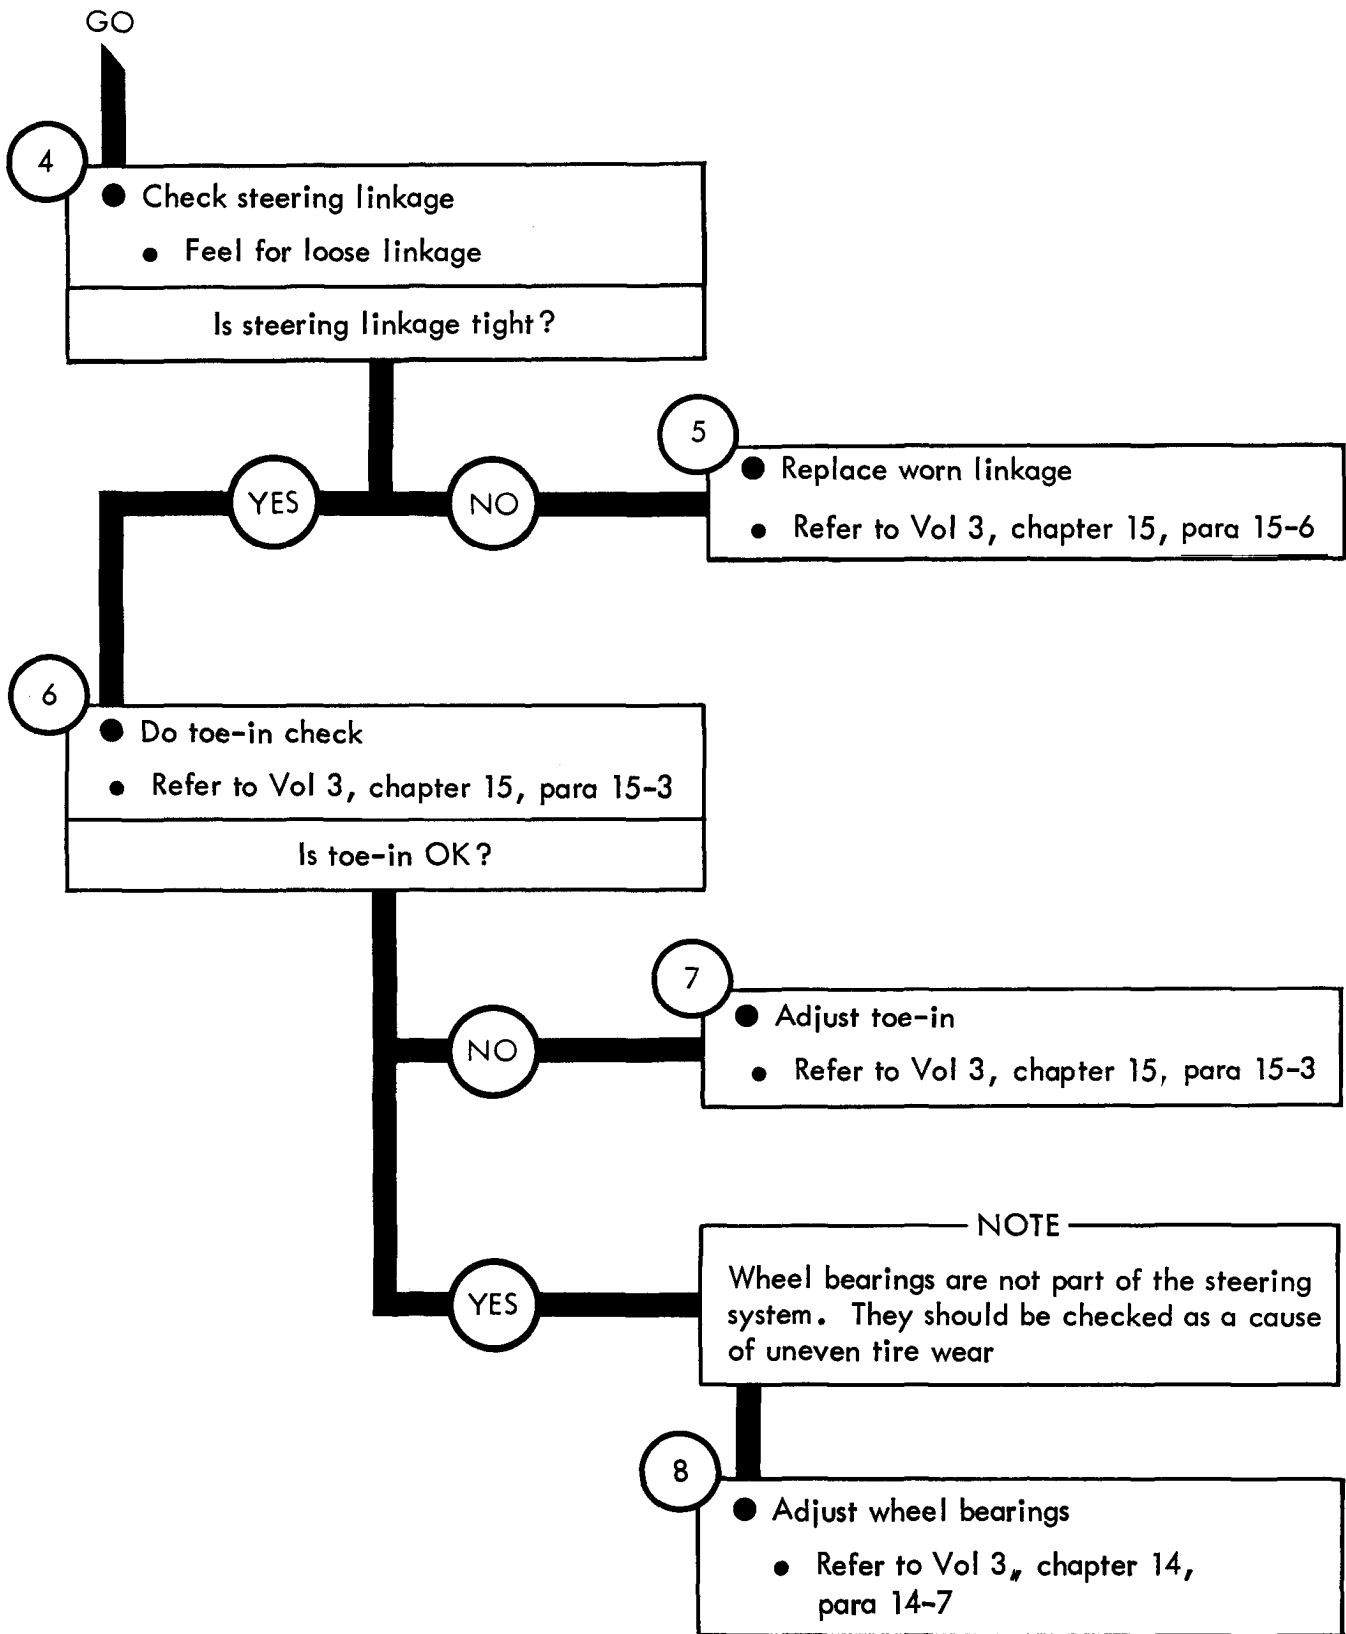 GO
4
● Check steering linkage
● Feel for loose linkage
Is steering linkage tight?
YES
NO
5
● Replace worn linkage
● Refer to Vol 3, chapter 15, para 15-6
6
● Do toe-in check
● Refer to Vol 3, chapter 15, para 15-3
Is toe-in OK?
NO
7
● Adjust toe-in
● Refer to Vol 3, chapter 15, para 15-3
YES
NOTE
Wheel bearings are not part of the steering
system. They should be checked as a cause
of uneven tire wear
8
● Adjust wheel bearings
● Refer to Vol 3, chapter 14,
para 14-7